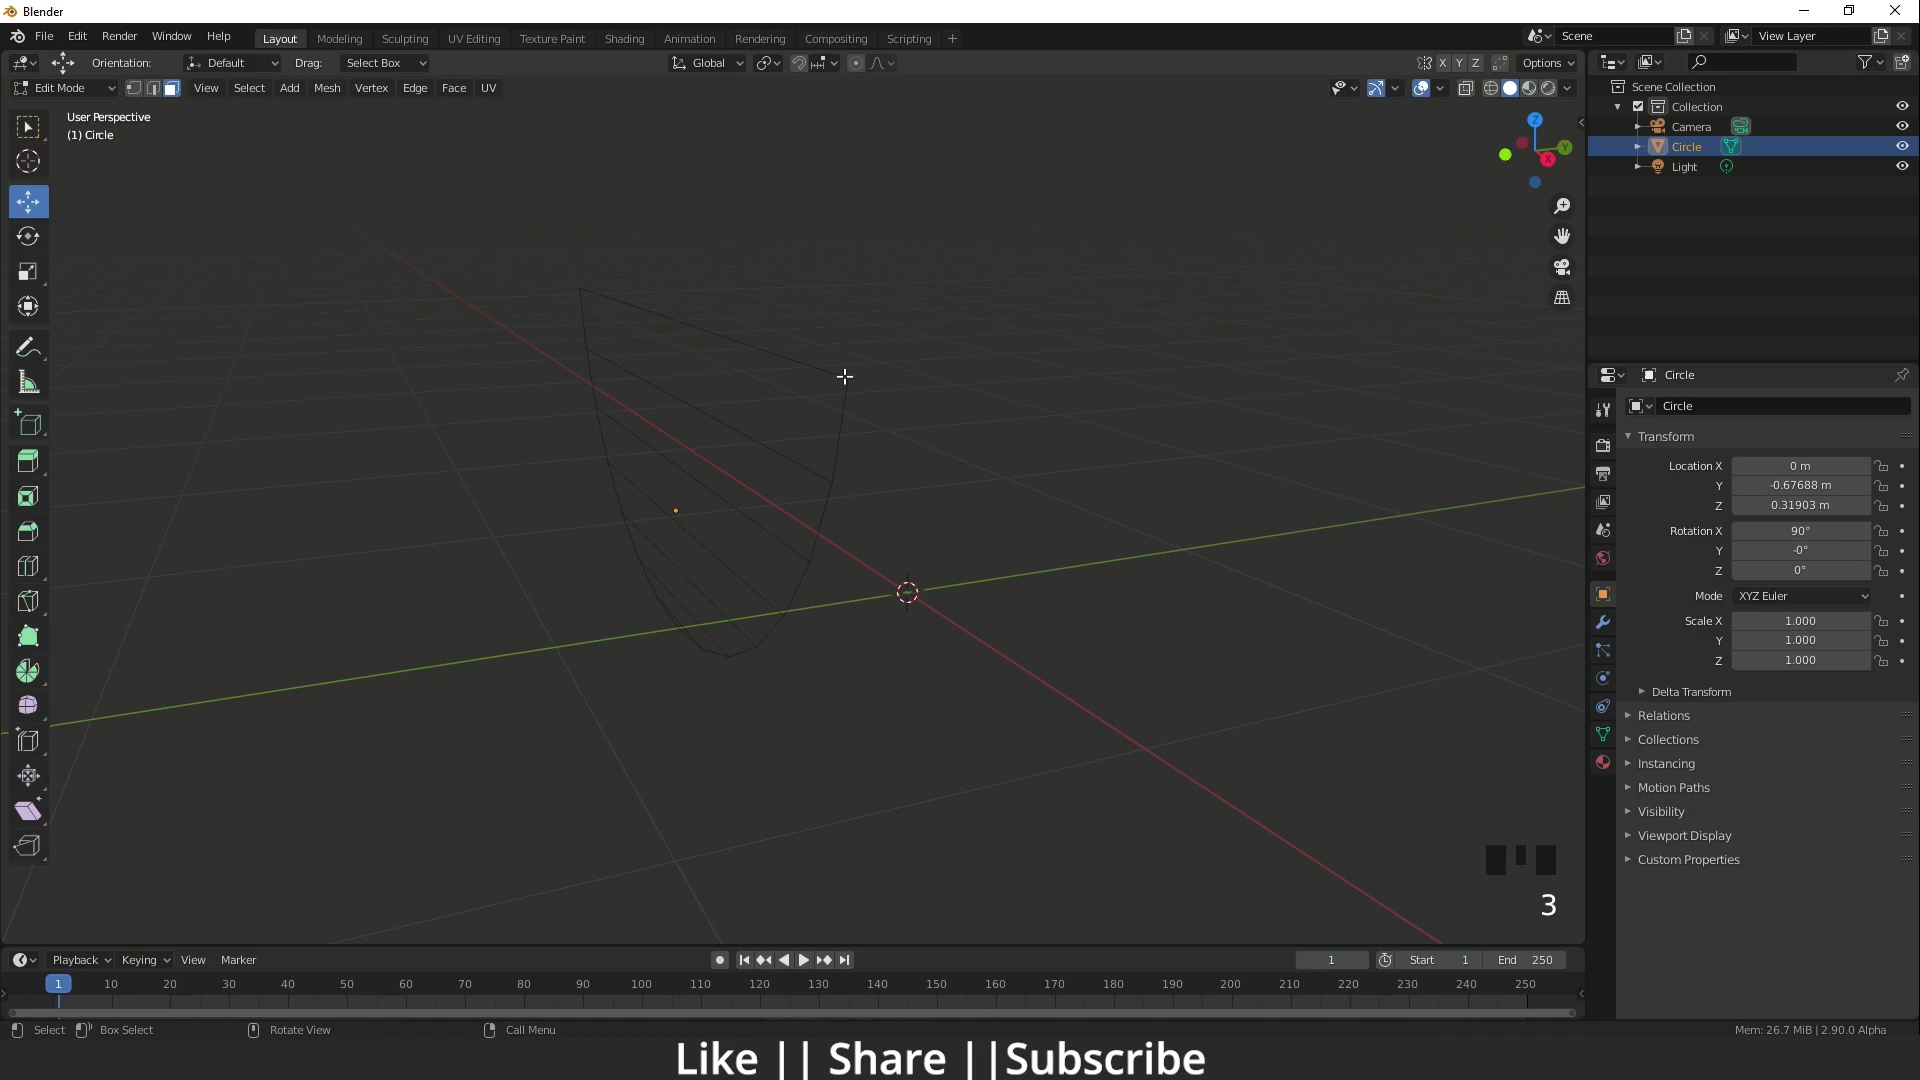 Blender
File Edit Render Window Help Layout Modeling Sculpting UV Editing Texture Paint Shading Animation Rendering Compositing Scripting + Scene View Layer
Orientation: Default Drag: Select Box Global X Y Z Options
Edit Mode View Select Add Mesh Vertex Edge Face UV
User Perspective
(1) Circle
Z
Y
X
Scene Collection
Collection
Camera
Circle
Light
Circle
Circle
Transform
Location X 0 m
Y -0.67688 m
Z 0.31903 m
Rotation X 90°
Y -0°
Z 0°
Mode XYZ Euler
Scale X 1.000
Y 1.000
Z 1.000
Delta Transform
Relations
Collections
Instancing
Motion Paths
Visibility
Viewport Display
Custom Properties
3
Playback Keying View Marker 1 Start 1 End 250
1 10 20 30 40 50 60 70 80 90 100 110 120 130 140 150 160 170 180 190 200 210 220 230 240 250
Select Box Select Rotate View Call Menu Mem: 26.7 MiB | 2.90.0 Alpha
Like || Share ||Subscribe